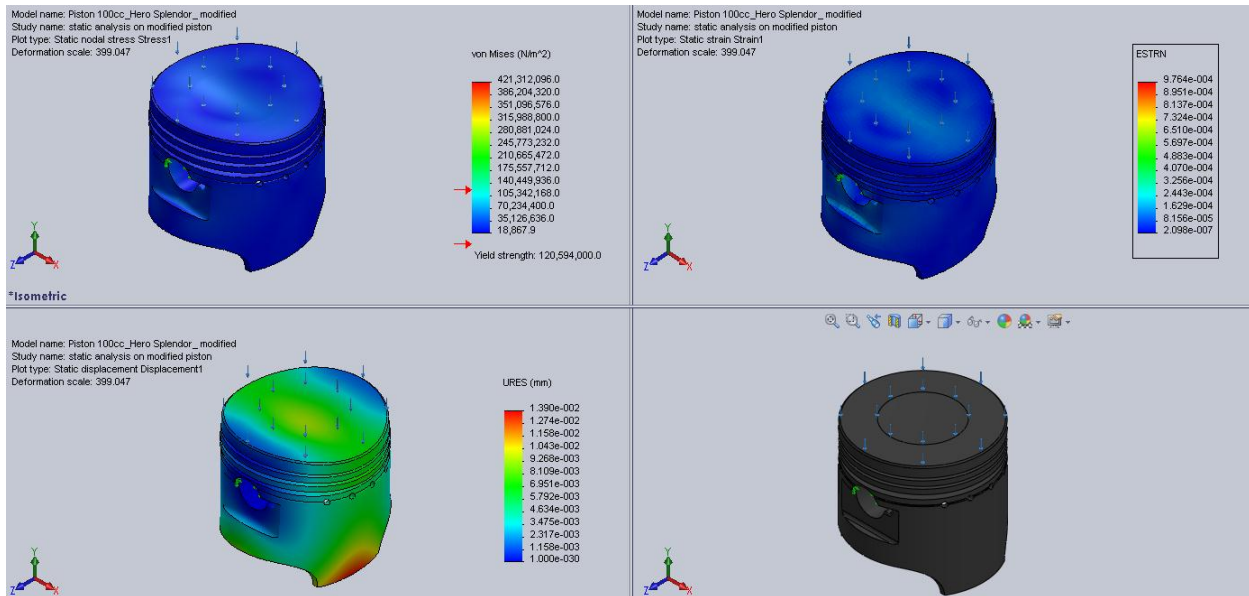 Model name: Piston 100cc_Hero Splendor_ modified
Study name: static analysis on modified piston
Plot type: Static nodal stress Stress1
Deformation scale: 399.047
von Mises (N/m^2)
421,312,096.0
386,204,320.0
351,096,576.0
315,988,800.0
280,881,024.0
245,773,232.0
210,665,472.0
175,557,712.0
140,449,936.0
105,342,168.0
70,234,400.0
35,126,636.0
18,867.9
Yield strength: 120,594,000.0
Y
Z
X
*Isometric
Model name: Piston 100cc_Hero Splendor_ modified
Study name: static analysis on modified piston
Plot type: Static strain Strain1
Deformation scale: 399.047
ESTRN
9.764e-004
8.951e-004
8.137e-004
7.324e-004
6.510e-004
5.697e-004
4.883e-004
4.070e-004
3.256e-004
2.443e-004
1.629e-004
8.156e-005
2.098e-007
Y
Z
X
Model name: Piston 100cc_Hero Splendor_ modified
Study name: static analysis on modified piston
Plot type: Static displacement Displacement1
Deformation scale: 399.047
URES (mm)
1.390e-002
1.274e-002
1.158e-002
1.043e-002
9.268e-003
8.109e-003
6.951e-003
5.792e-003
4.634e-003
3.475e-003
2.317e-003
1.158e-003
1.000e-030
Y
Z
X
Y
Z
X